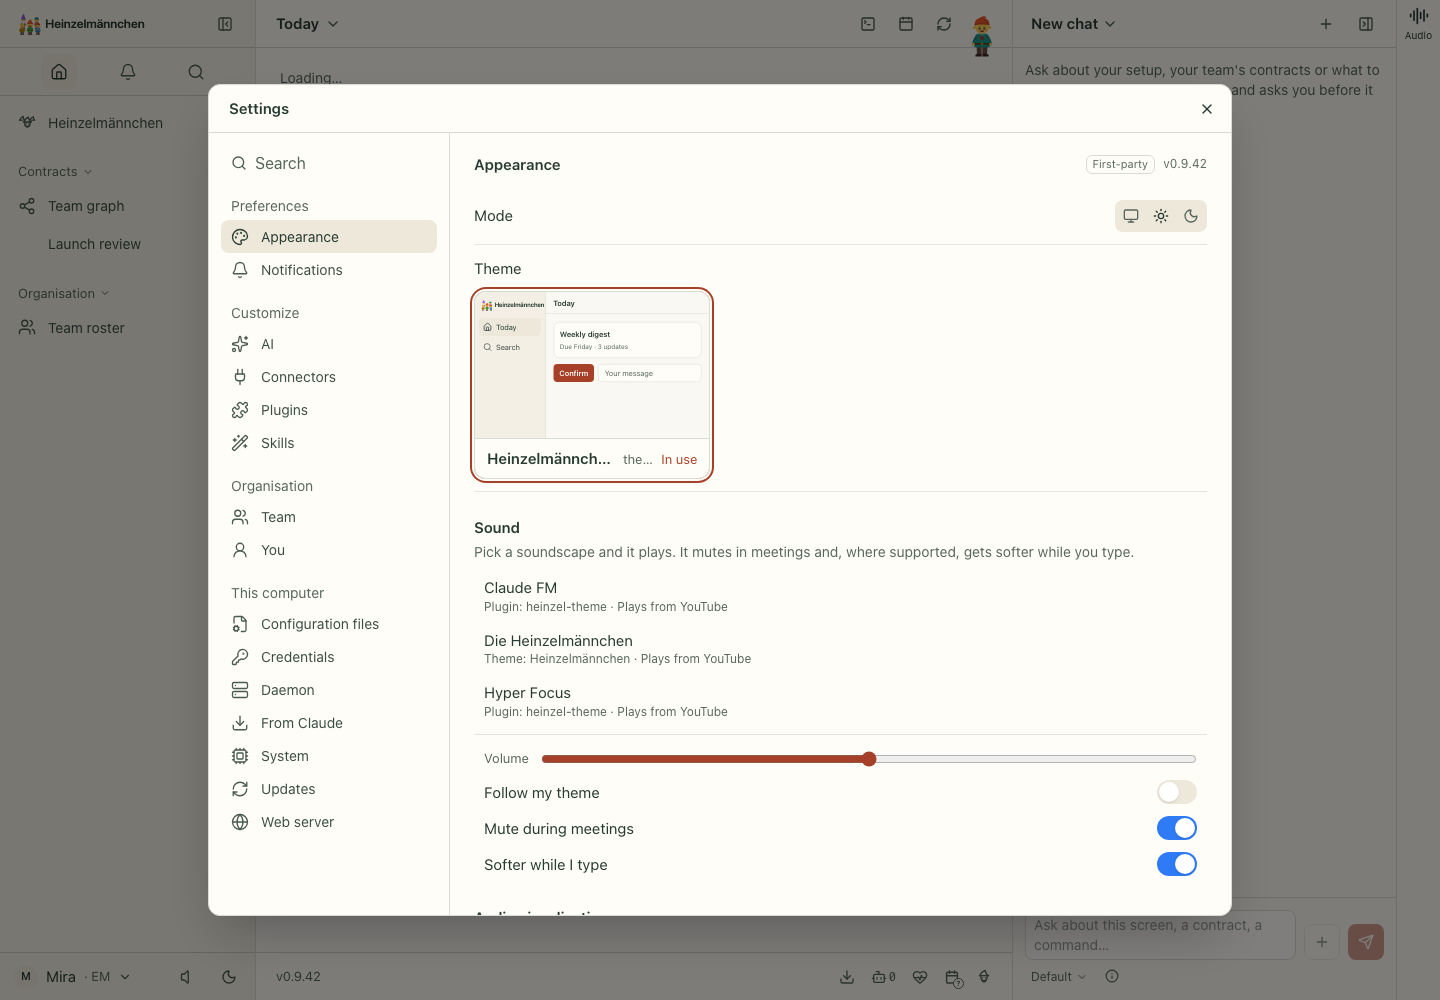 Heinzelmännchen
Today
New chat
Audio
Loading...
Ask about your setup, your team's contracts or what to
and asks you before it
Heinzelmännchen
Contracts
Team graph
Launch review
Organisation
Team roster
Settings
Search
Preferences
Appearance
Notifications
Customize
AI
Connectors
Plugins
Skills
Organisation
Team
You
This computer
Configuration files
Credentials
Daemon
From Claude
System
Updates
Web server
Appearance
First-party
v0.9.42
Mode
Theme
Heinzelmännchen
Today
Today
Search
Weekly digest
Due Friday · 3 updates
Confirm
Your message
Heinzelmännch...
the...
In use
Sound
Pick a soundscape and it plays. It mutes in meetings and, where supported, gets softer while you type.
Claude FM
Plugin: heinzel-theme · Plays from YouTube
Die Heinzelmännchen
Theme: Heinzelmännchen · Plays from YouTube
Hyper Focus
Plugin: heinzel-theme · Plays from YouTube
Volume
Follow my theme
Mute during meetings
Softer while I type
Ask about this screen, a contract, a
command...
Default
M
Mira · EM
v0.9.42
0